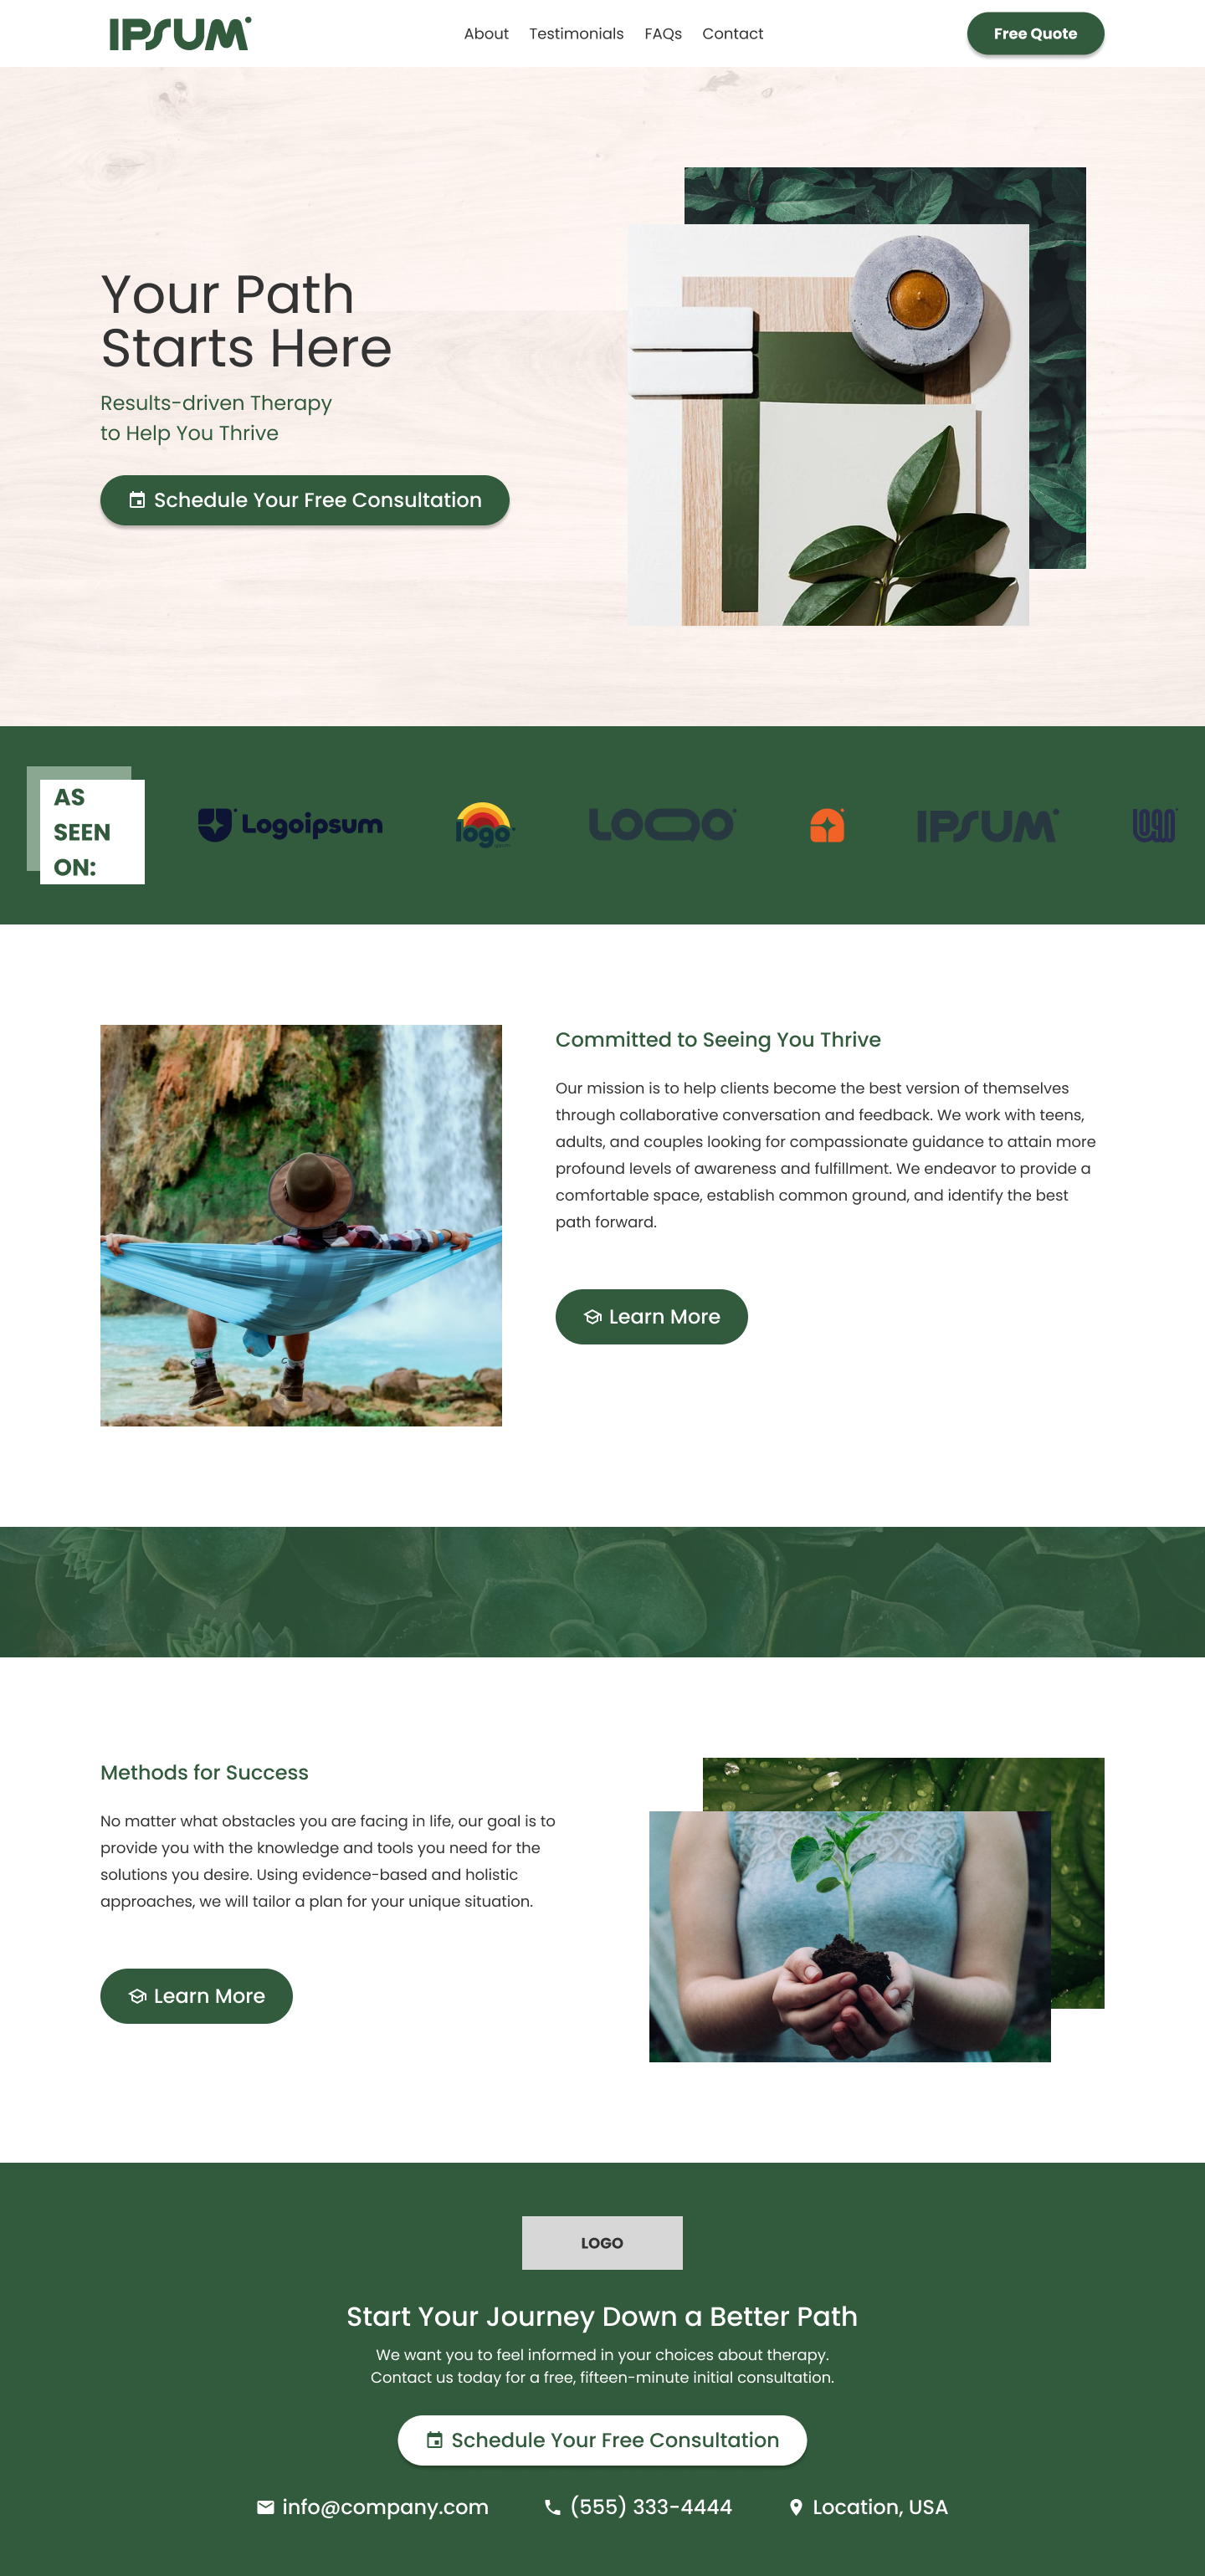 IPSUM
About Testimonials FAQs Contact
Free Quote
Your Path
Starts Here
Results-driven Therapy
to Help You Thrive
Schedule Your Free Consultation
AS
SEEN
ON:
Logoipsum
logo
LOQO
IPSUM
Committed to Seeing You Thrive
Our mission is to help clients become the best version of themselves
through collaborative conversation and feedback. We work with teens,
adults, and couples looking for compassionate guidance to attain more
profound levels of awareness and fulfillment. We endeavor to provide a
comfortable space, establish common ground, and identify the best
path forward.
Learn More
Methods for Success
No matter what obstacles you are facing in life, our goal is to
provide you with the knowledge and tools you need for the
solutions you desire. Using evidence-based and holistic
approaches, we will tailor a plan for your unique situation.
Learn More
LOGO
Start Your Journey Down a Better Path
We want you to feel informed in your choices about therapy.
Contact us today for a free, fifteen-minute initial consultation.
Schedule Your Free Consultation
info@company.com (555) 333-4444 Location, USA